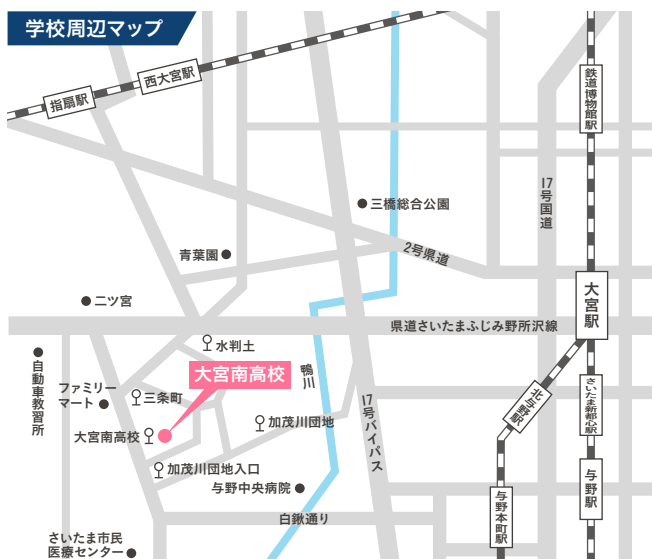 学校周辺マップ
指扇駅
西大宮駅
鉄道博物館駅
17号国道
三橋総合公園
2号県道
青葉園
二ツ宮
大宮駅
県道さいたまふじみ野所沢線
水判土
自動車教習所
大宮南高校
鴨川
ファミリー
マート
三条町
17号バイパス
北与野駅
さいたま新都心駅
加茂川団地
大宮南高校
加茂川団地入口
与野中央病院
与野駅
与野本町駅
白鍬通り
さいたま市民
医療センター